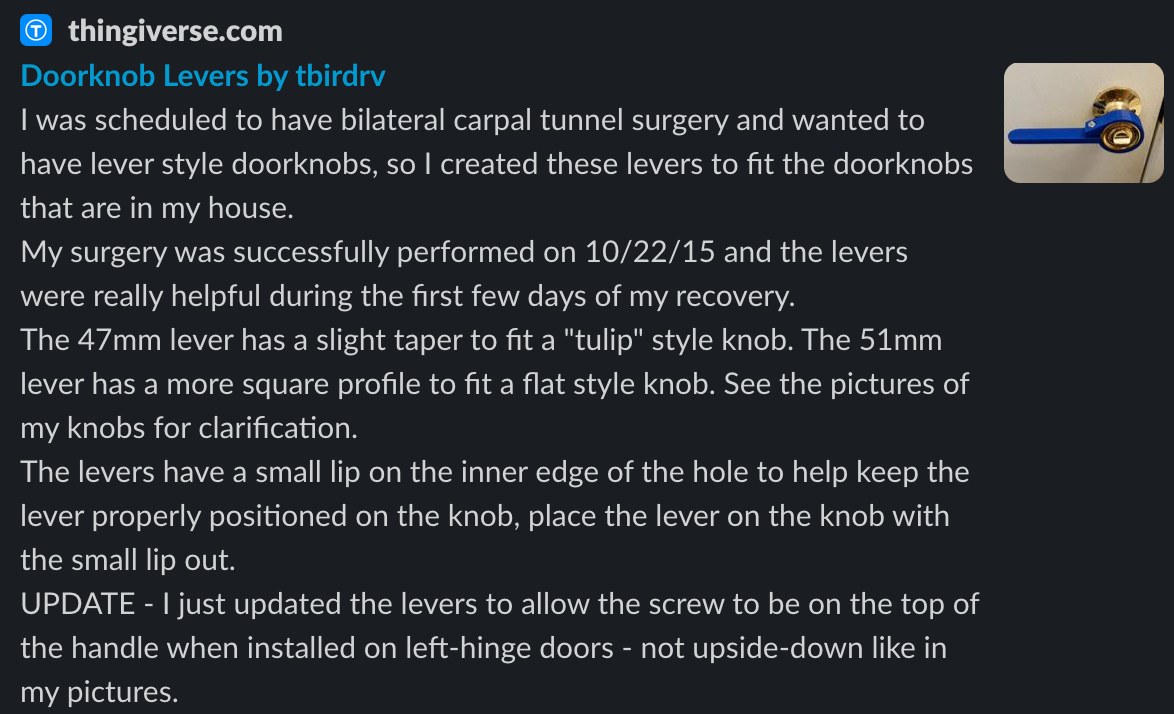 thingiverse.com
Doorknob Levers by tbirdrv
I was scheduled to have bilateral carpal tunnel surgery and wanted to
have lever style doorknobs, so I created these levers to fit the doorknobs
that are in my house.
My surgery was successfully performed on 10/22/15 and the levers
were really helpful during the first few days of my recovery.
The 47mm lever has a slight taper to fit a "tulip" style knob. The 51mm
lever has a more square profile to fit a flat style knob. See the pictures of
my knobs for clarification.
The levers have a small lip on the inner edge of the hole to help keep the
lever properly positioned on the knob, place the lever on the knob with
the small lip out.
UPDATE - I just updated the levers to allow the screw to be on the top of
the handle when installed on left-hinge doors - not upside-down like in
my pictures.